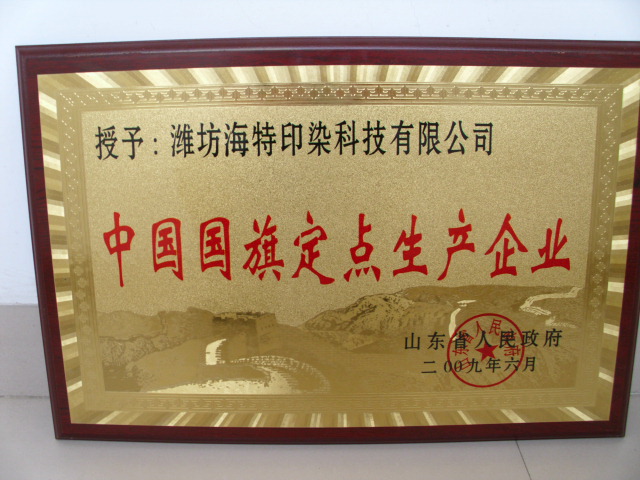 授予：潍坊海特印染科技有限公司
中国国旗定点生产企业
山东省人民政府
二00九年六月